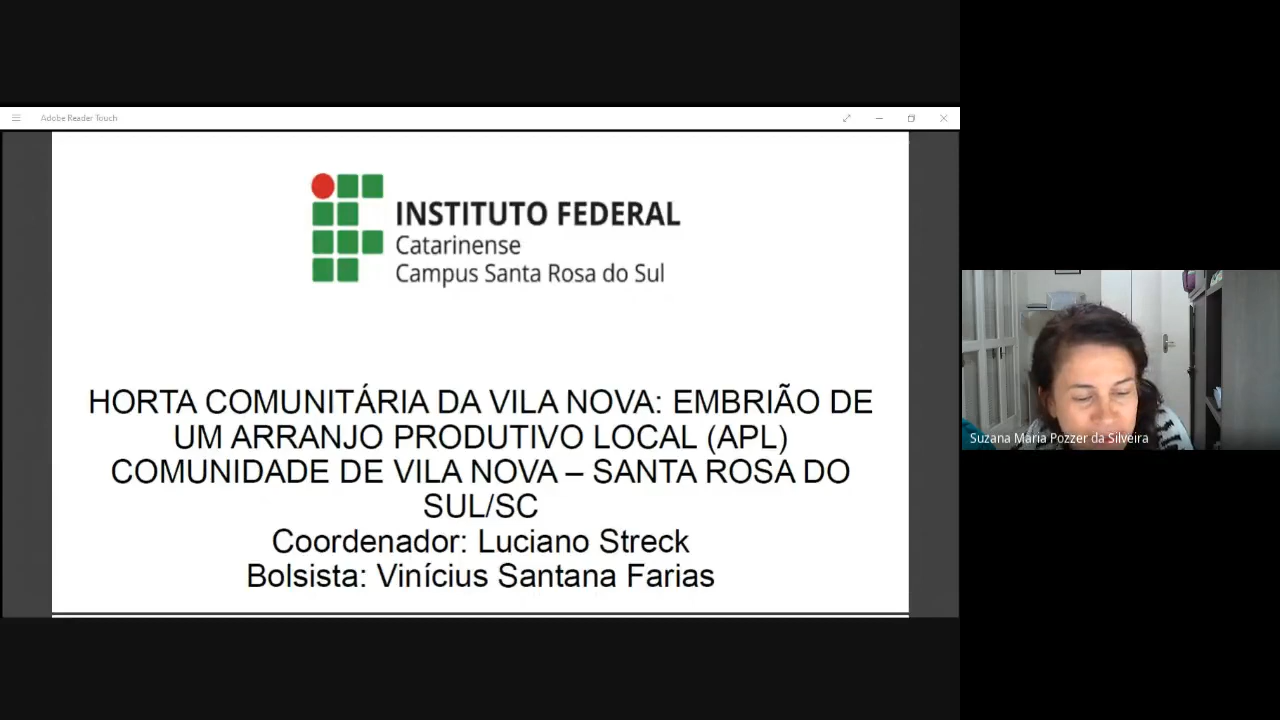 Adobe Reader Touch
INSTITUTO FEDERAL
Catarinense
Campus Santa Rosa do Sul
HORTA COMUNITÁRIA DA VILA NOVA: EMBRIÃO DE
UM ARRANJO PRODUTIVO LOCAL (APL)
COMUNIDADE DE VILA NOVA – SANTA ROSA DO
SUL/SC
Coordenador: Luciano Streck
Bolsista: Vinícius Santana Farias
Suzana Maria Pozzer da Silveira